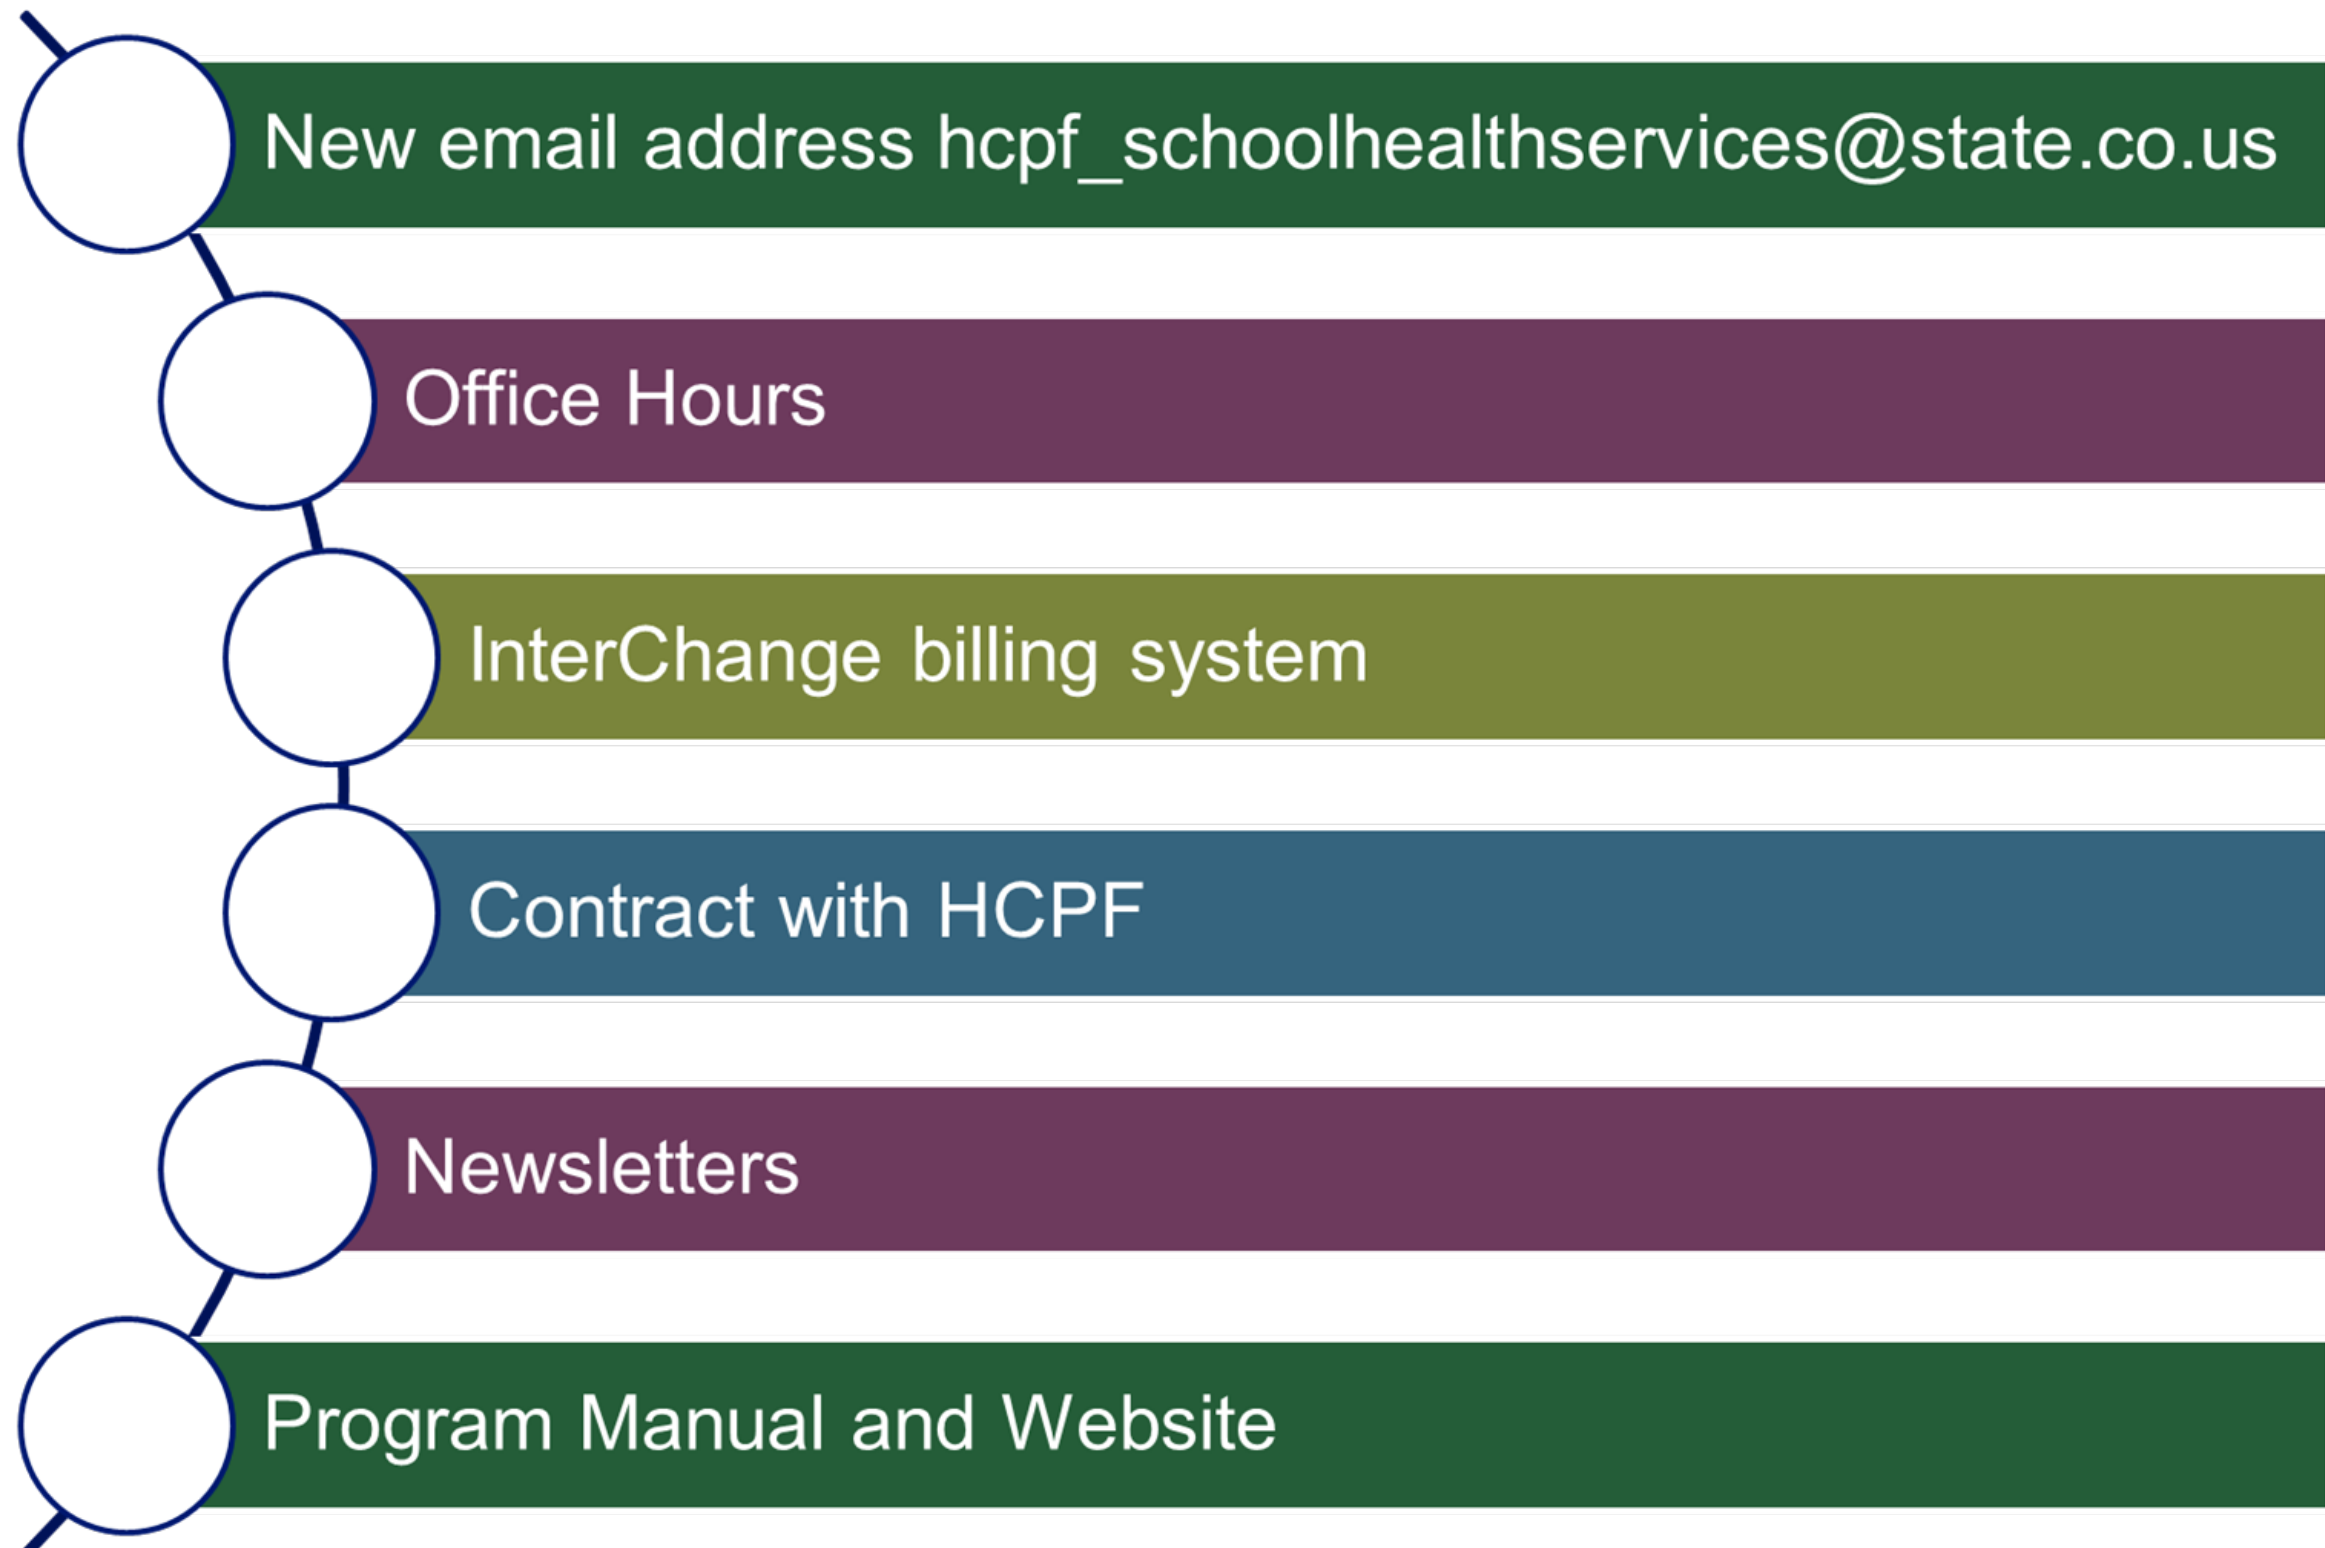 New email address hcpf_schoolhealthservices@state.co.us
Office Hours
InterChange billing system
Contract with HCPF
Newsletters
Program Manual and Website